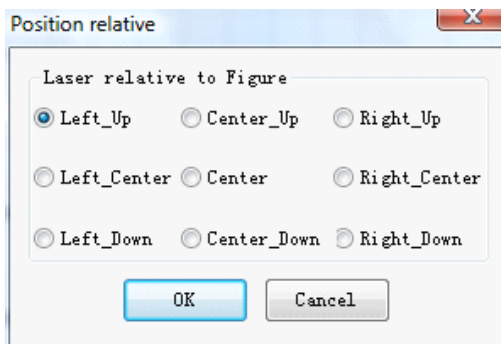 Position relative
Laser relative to Figure
Left_Up Center_Up Right_Up
Left_Center Center Right_Center
Left_Down Center_Down Right_Down
OK Cancel